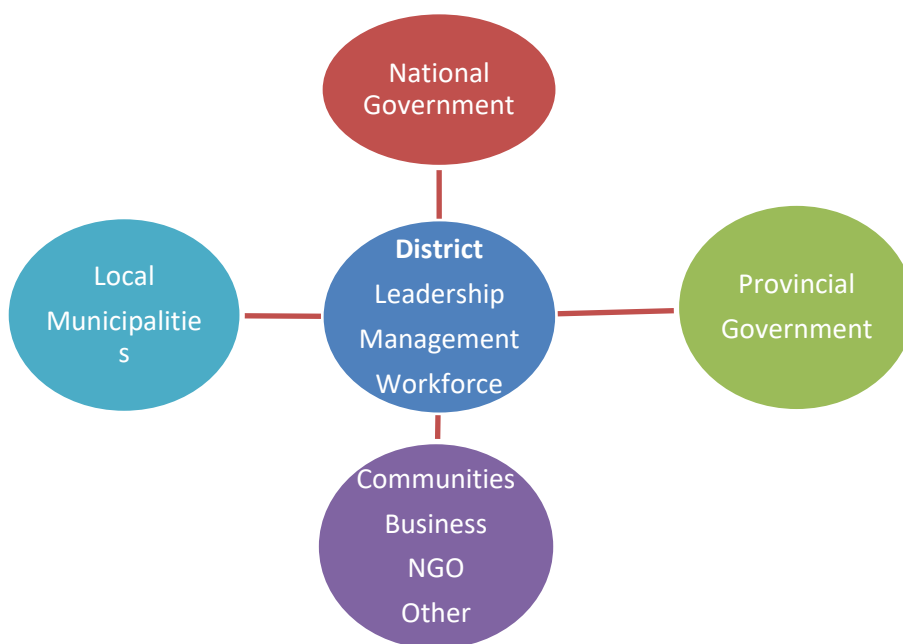 National
Government
Local
Municipalitie
s
District
Leadership
Management
Workforce
Provincial
Government
Communities
Business
NGO
Other